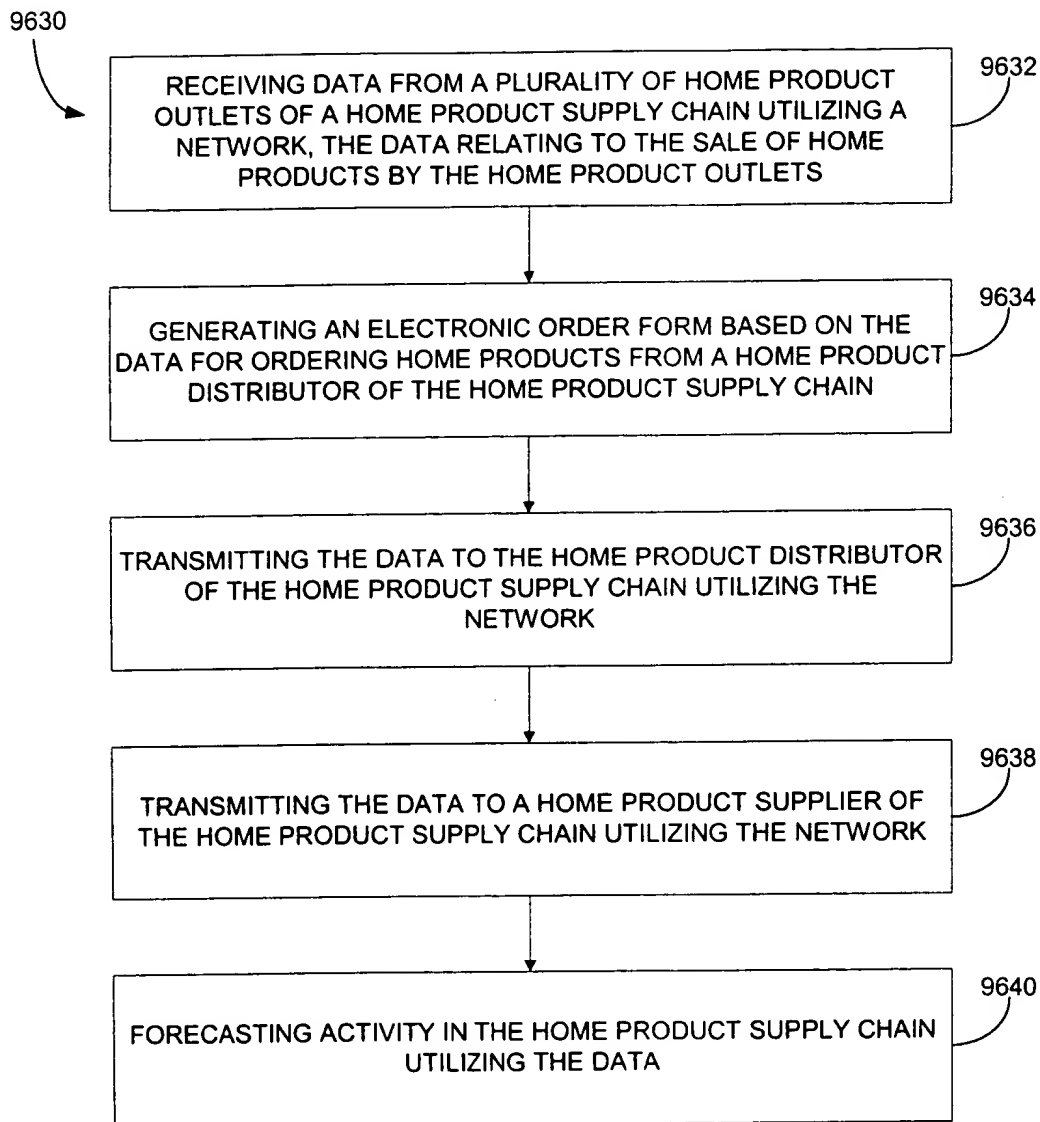 9630
RECEIVING DATA FROM A PLURALITY OF HOME PRODUCT
OUTLETS OF A HOME PRODUCT SUPPLY CHAIN UTILIZING A
NETWORK, THE DATA RELATING TO THE SALE OF HOME
PRODUCTS BY THE HOME PRODUCT OUTLETS
9632
GENERATING AN ELECTRONIC ORDER FORM BASED ON THE
DATA FOR ORDERING HOME PRODUCTS FROM A HOME PRODUCT
DISTRIBUTOR OF THE HOME PRODUCT SUPPLY CHAIN
9634
TRANSMITTING THE DATA TO THE HOME PRODUCT DISTRIBUTOR
OF THE HOME PRODUCT SUPPLY CHAIN UTILIZING THE
NETWORK
9636
TRANSMITTING THE DATA TO A HOME PRODUCT SUPPLIER OF
THE HOME PRODUCT SUPPLY CHAIN UTILIZING THE NETWORK
9638
FORECASTING ACTIVITY IN THE HOME PRODUCT SUPPLY CHAIN
UTILIZING THE DATA
9640